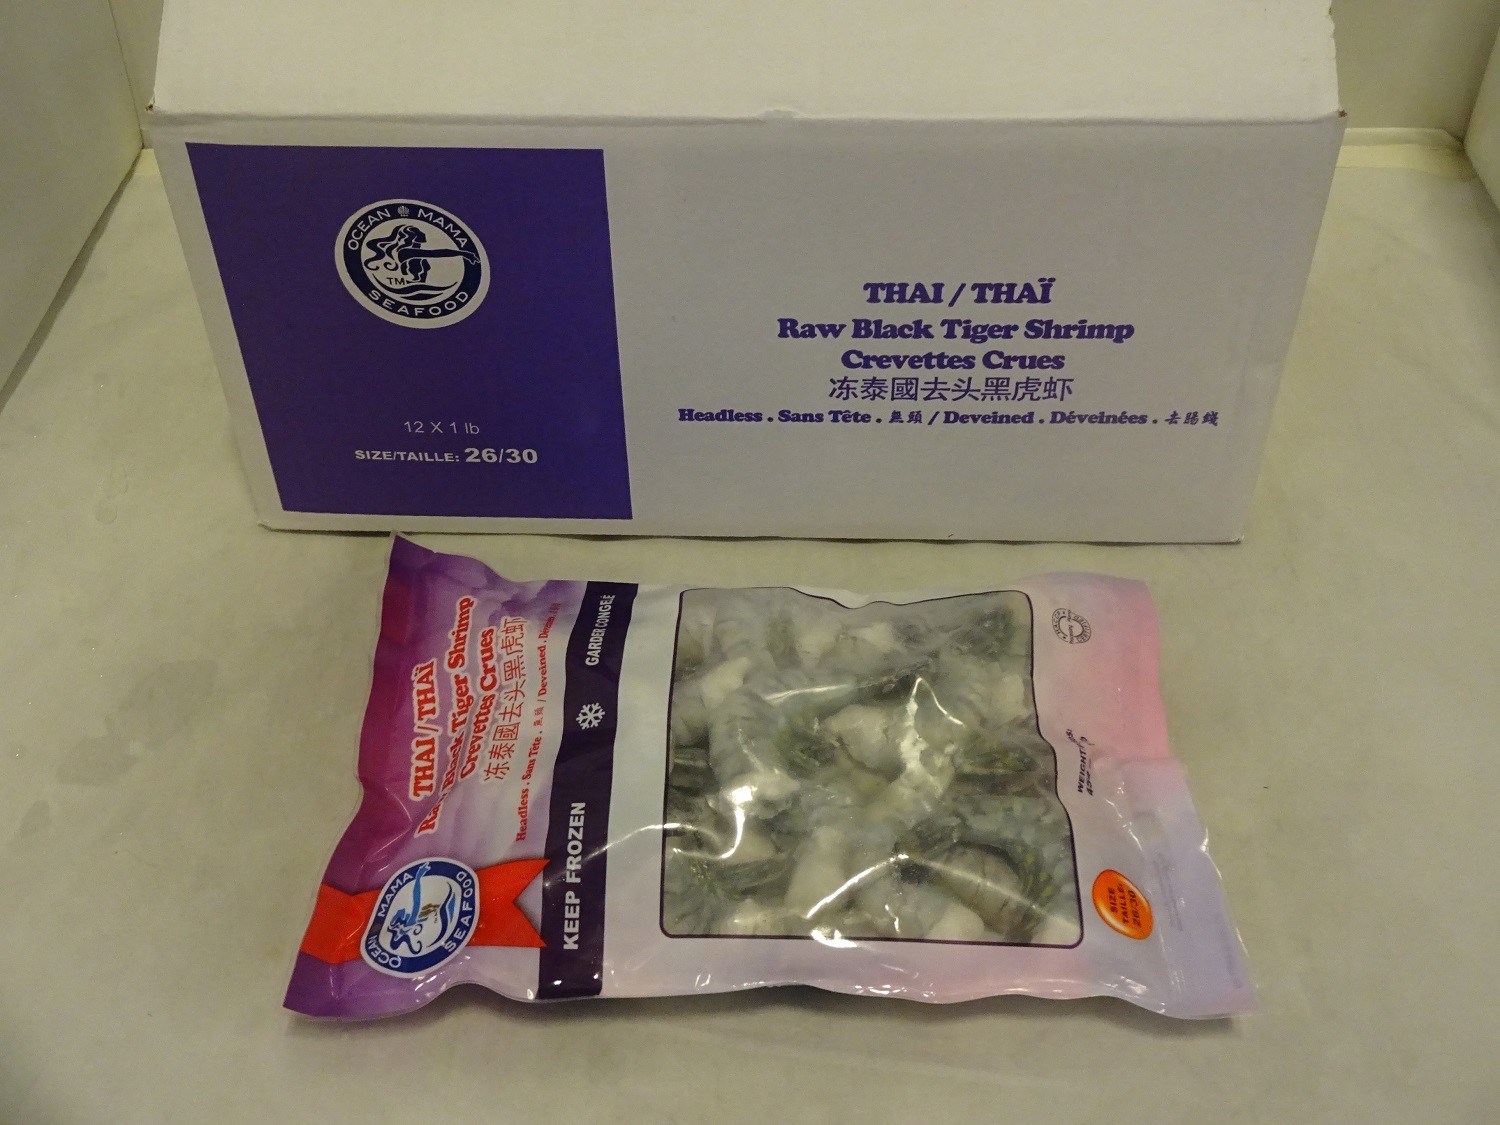 OCEAN MAMA
SEAFOOD
TM
12 X 1 lb
SIZE/TAILLE: 26/30
THAI / THAÏ
Raw Black Tiger Shrimp
Crevettes Crues
冻泰國去头黑虎虾
Headless . Sans Tête . 無頭 / Deveined . Déveinées . 去腸綫
THAI / THAÏ
Raw Black Tiger Shrimp
Crevettes Crues
冻泰國去头黑虎虾
Headless . Sans Tête . 無頭 / Deveined .
OCEAN MAMA
SEAFOOD
KEEP FROZEN
GARDER CONGELÉ
WEIGHT
SIZE
TAILLE:
26/30